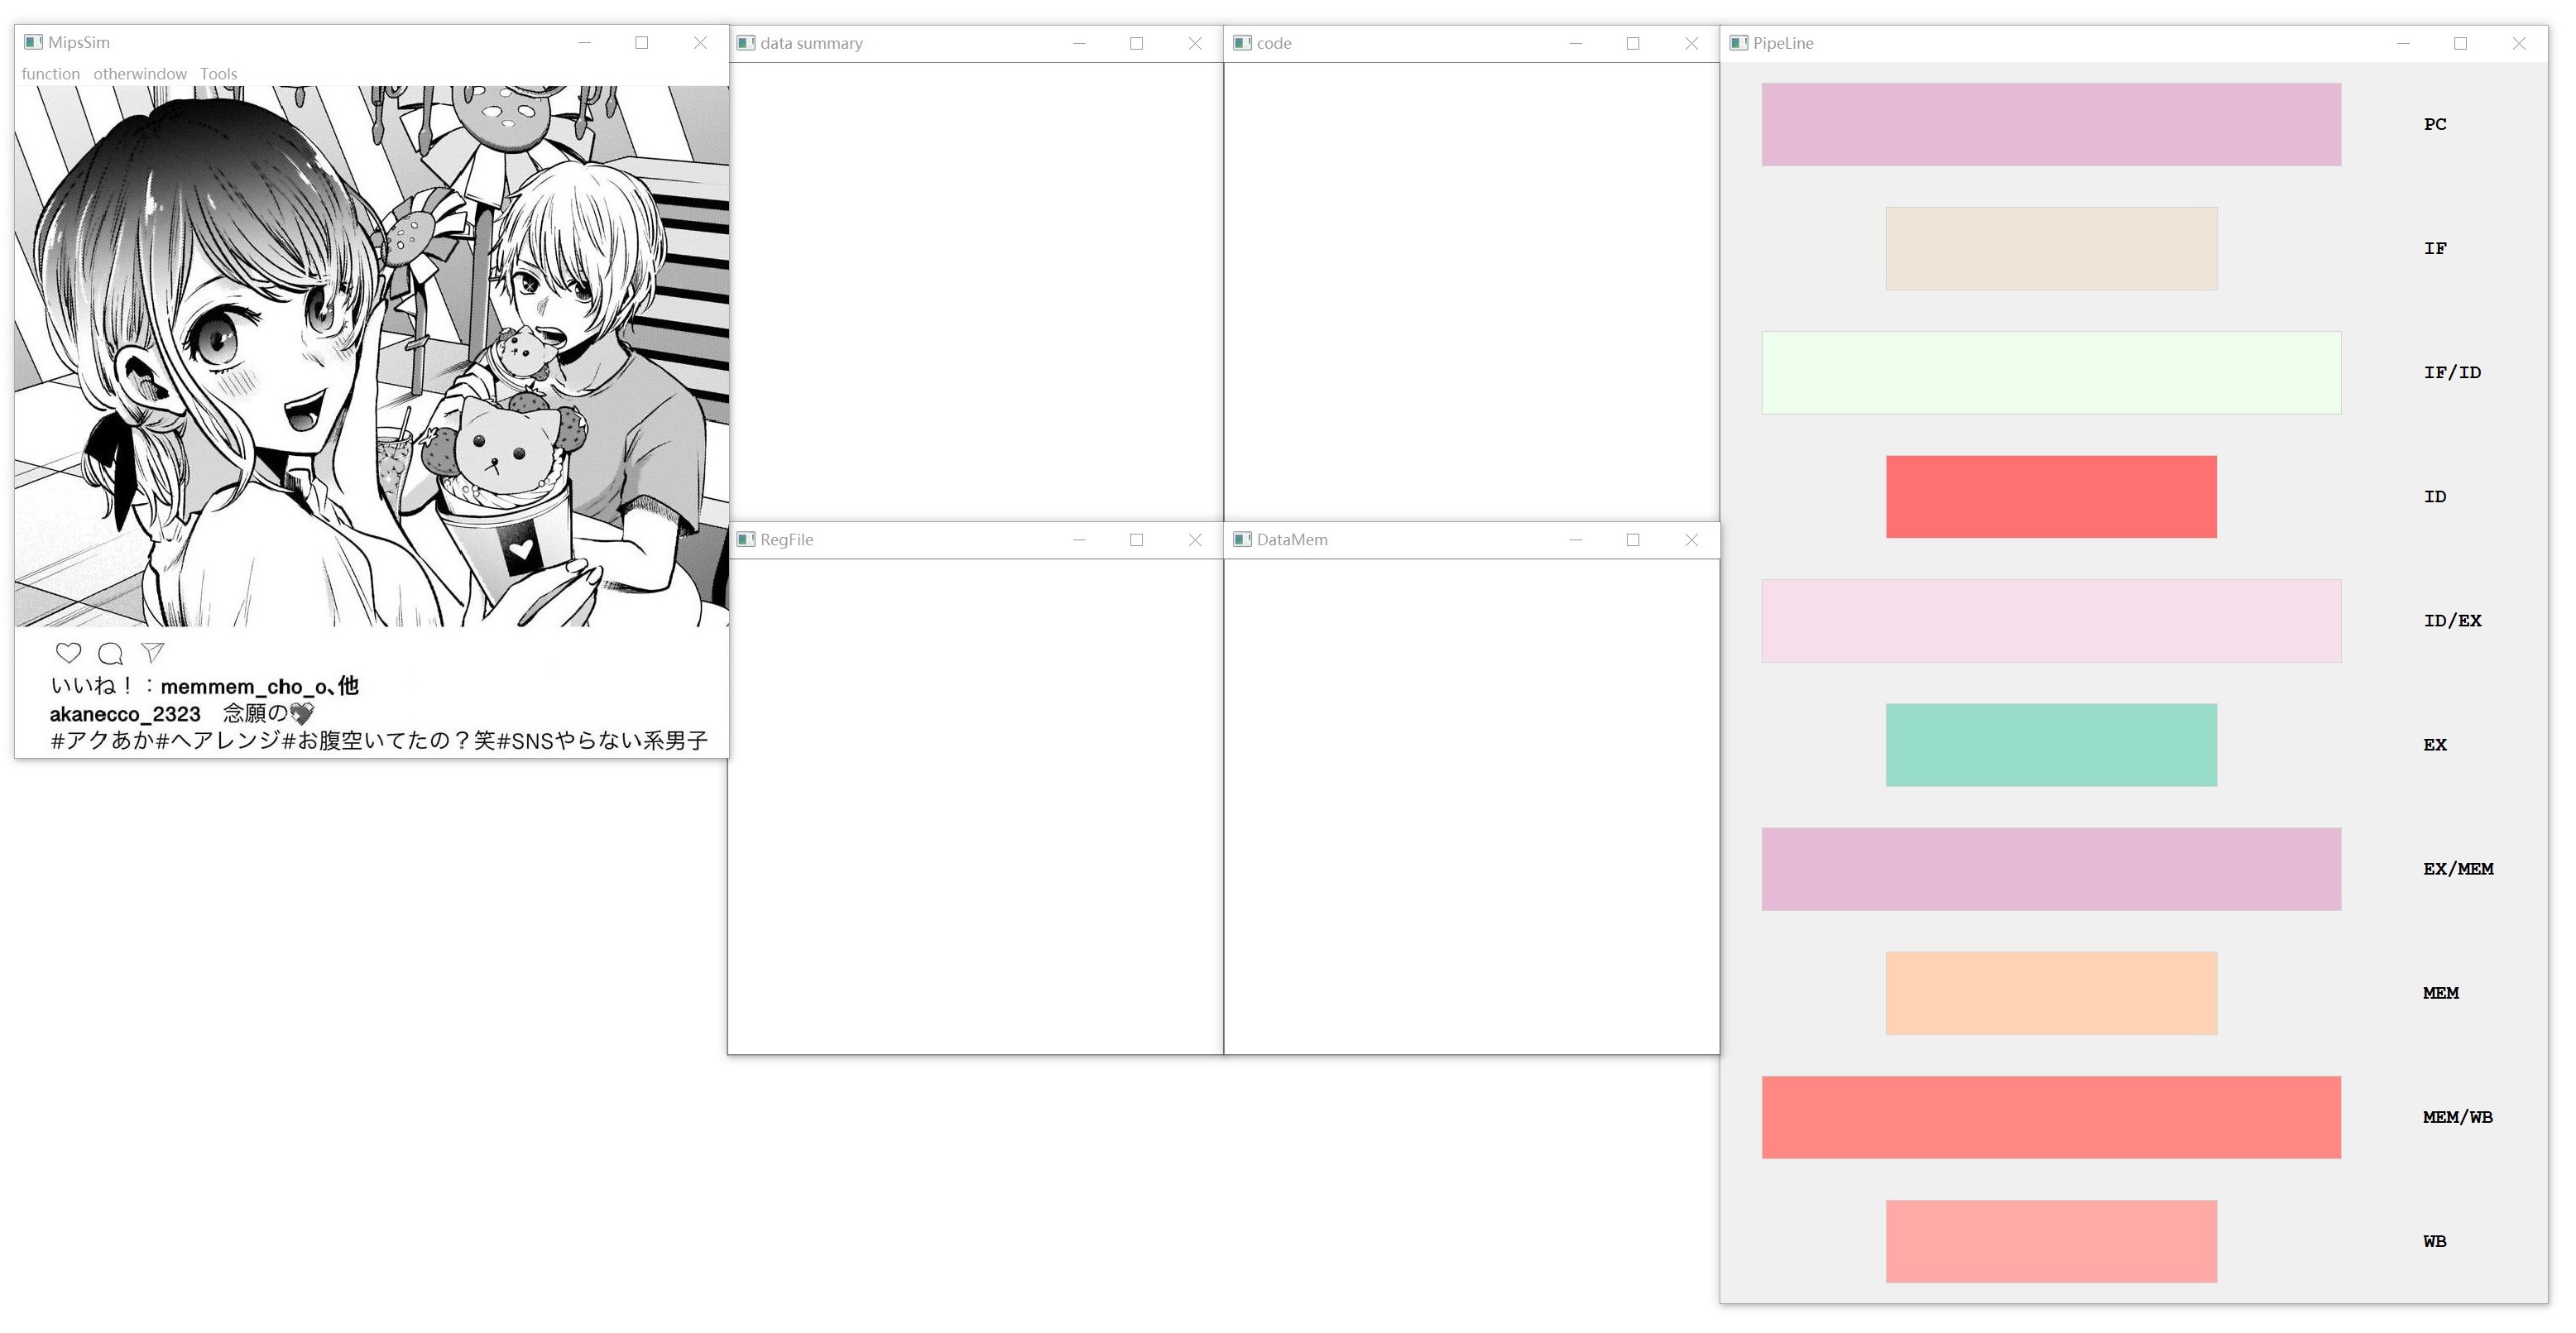 MipsSim
function otherwindow Tools
いいね！：memmem_cho_o、他
akanecco_2323　念願の💖
#アクあか#ヘアレンジ#お腹空いてたの？笑#SNSやらない系男子
data summary
code
RegFile
DataMem
PipeLine
PC
IF
IF/ID
ID
ID/EX
EX
EX/MEM
MEM
MEM/WB
WB